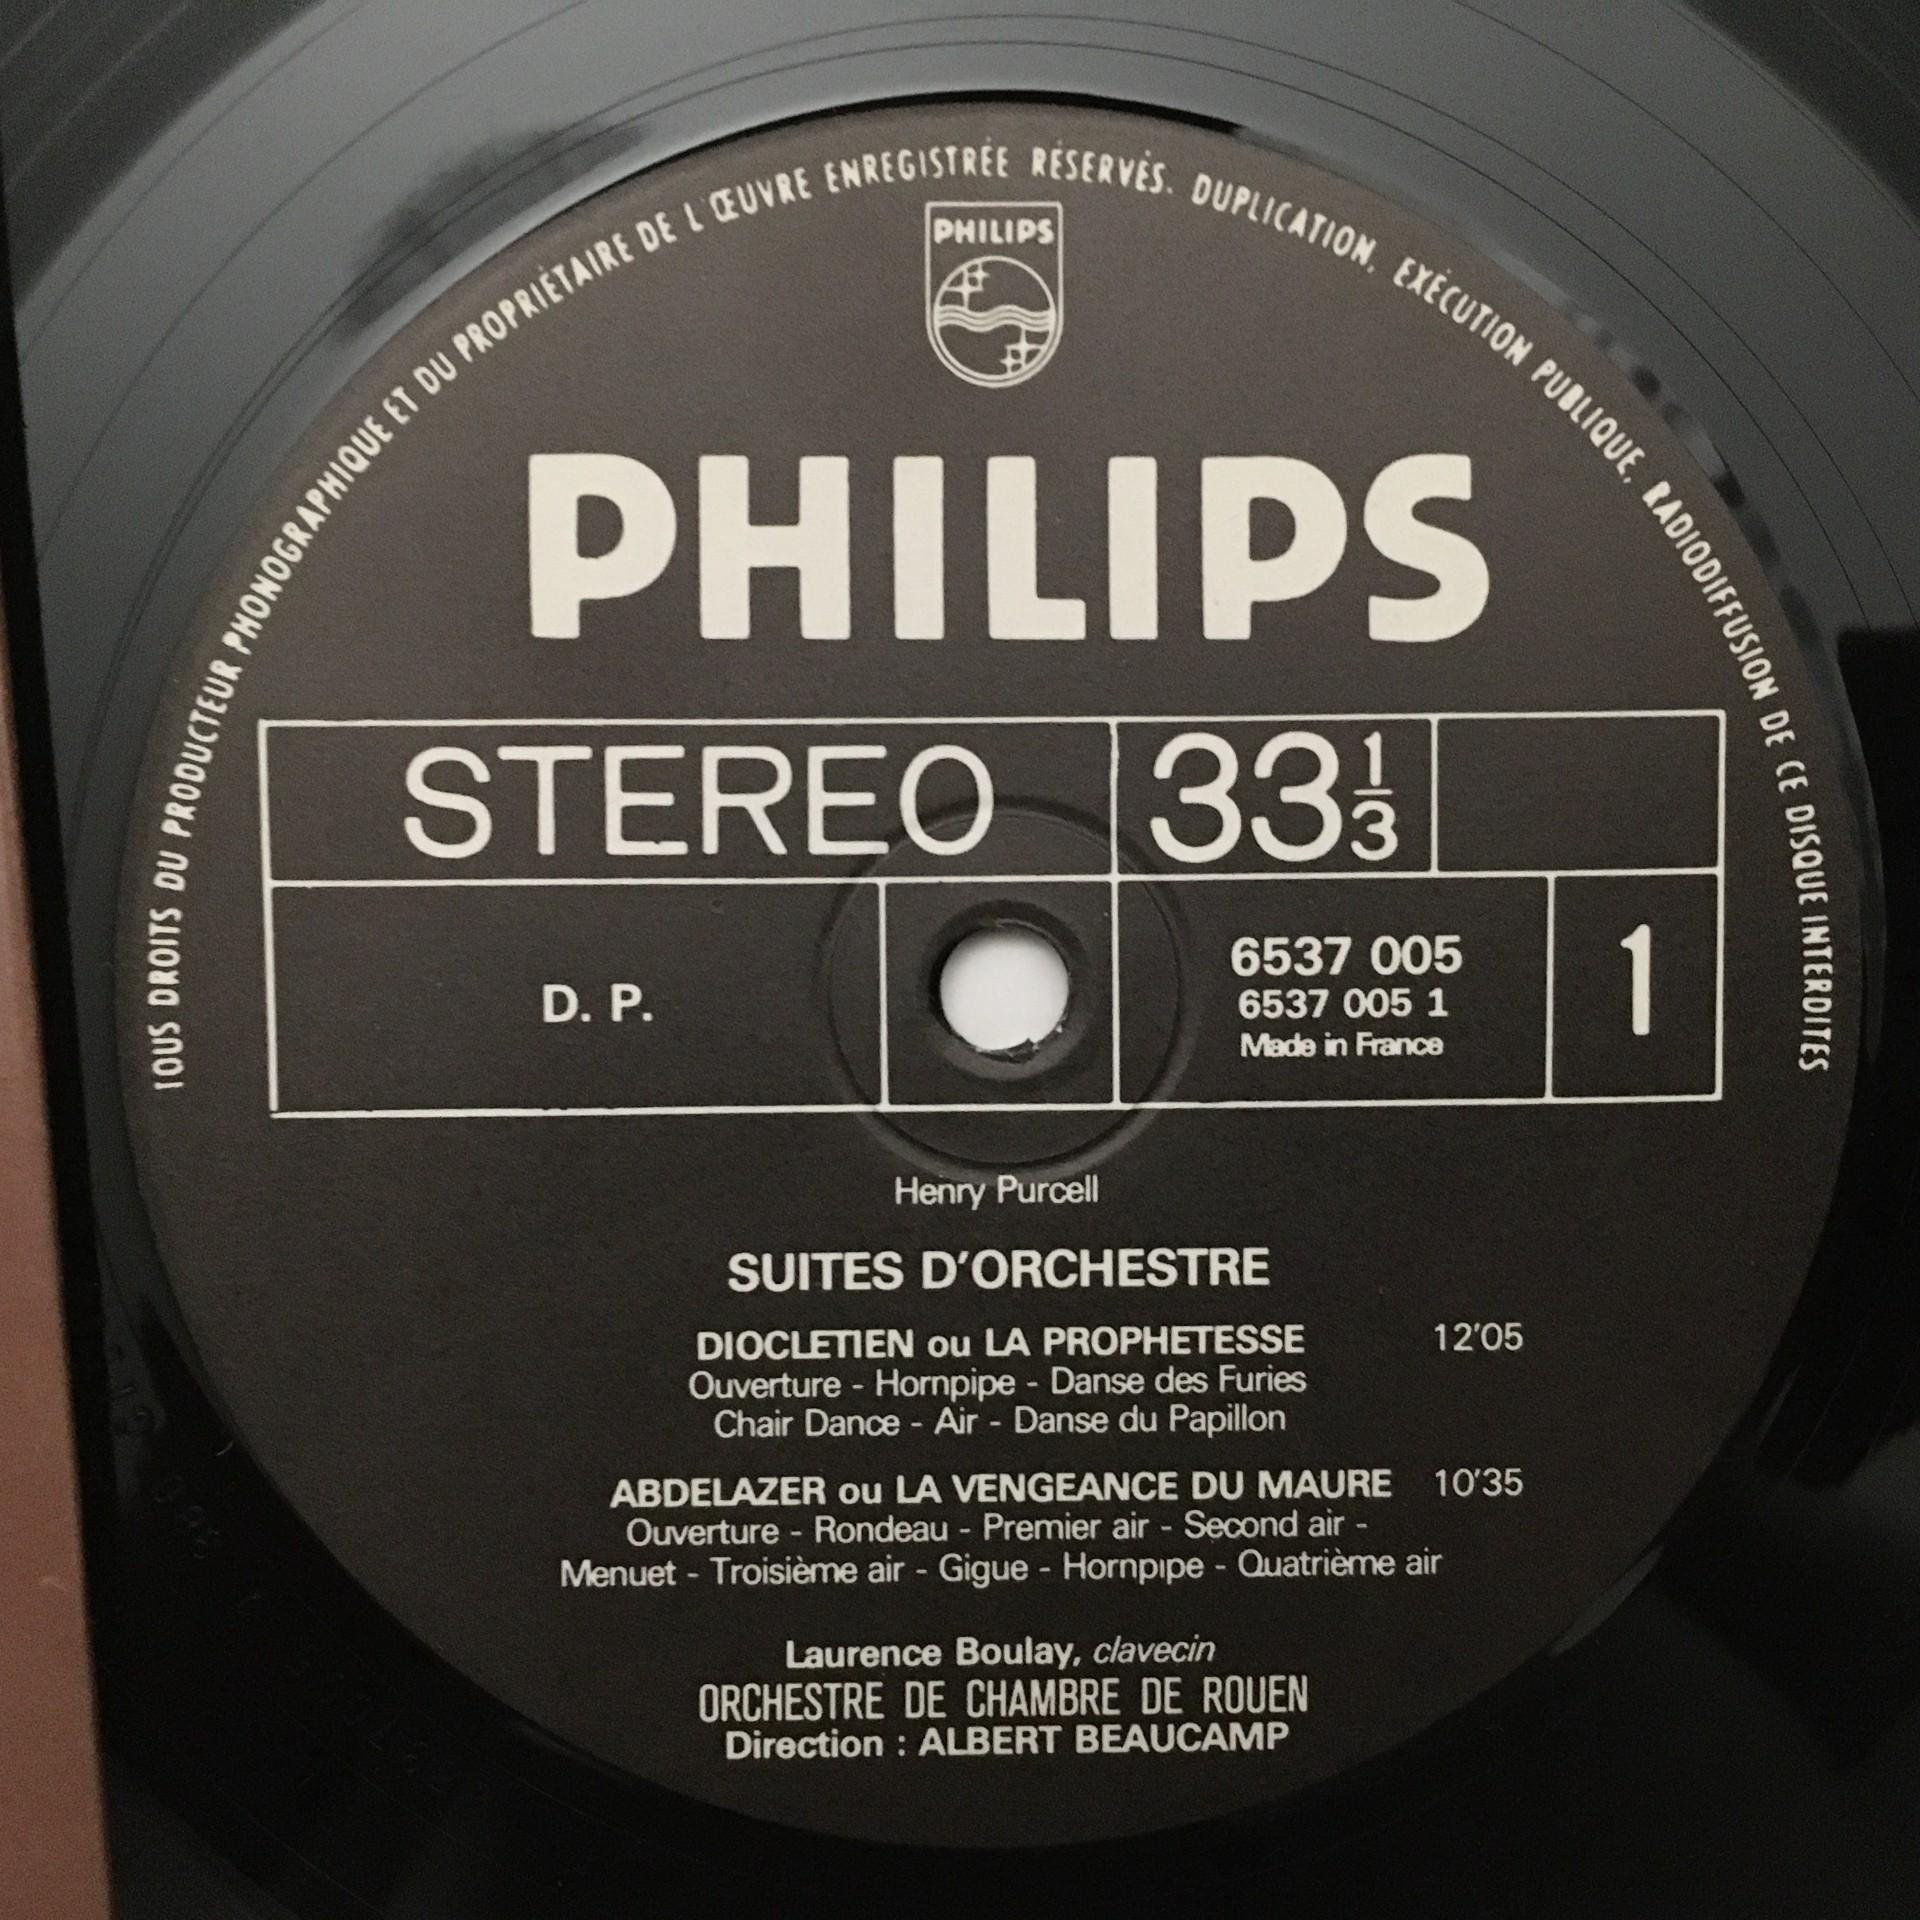 TOUS DROITS DU PRODUCTEUR PHONOGRAPHIQUE ET DU PROPRIÉTAIRE DE L'ŒUVRE ENREGISTRÉE RÉSERVÉS. DUPLICATION, EXÉCUTION PUBLIQUE, RADIODIFFUSION DE CE DISQUE INTERDITES
PHILIPS
PHILIPS
STEREO 33 1/3
D. P.
6537 005
6537 005 1
Made in France
1
Henry Purcell
SUITES D'ORCHESTRE
DIOCLETIEN ou LA PROPHETESSE 12'05
Ouverture - Hornpipe - Danse des Furies
Chair Dance - Air - Danse du Papillon
ABDELAZER ou LA VENGEANCE DU MAURE 10'35
Ouverture - Rondeau - Premier air - Second air -
Menuet - Troisième air - Gigue - Hornpipe - Quatrième air
Laurence Boulay, clavecin
ORCHESTRE DE CHAMBRE DE ROUEN
Direction : ALBERT BEAUCAMP